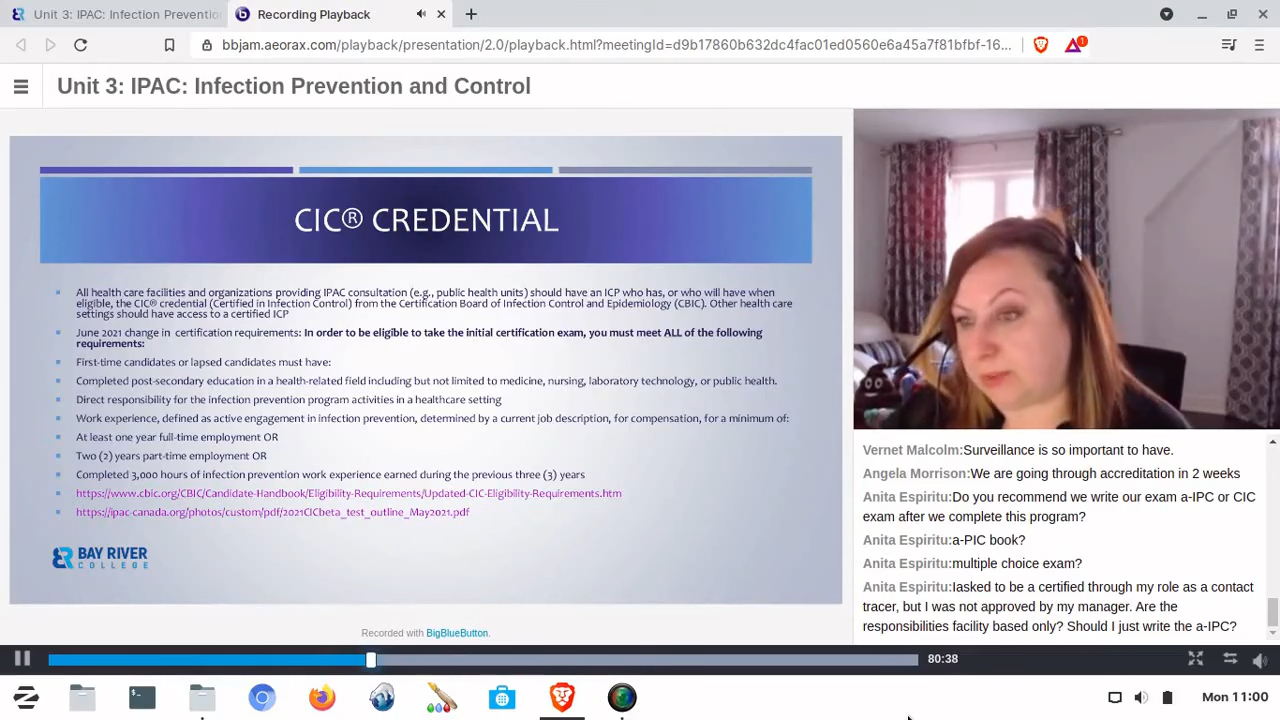 Unit 3: IPAC: Infection Preventio
Recording Playback
bbjam.aeorax.com/playback/presentation/2.0/playback.html?meetingId=d9b17860b632dc4fac01ed0560e6a45a7f81bfbf-16...
1
Unit 3: IPAC: Infection Prevention and Control
CIC® CREDENTIAL
All health care facilities and organizations providing IPAC consultation (e.g., public health units) should have an ICP who has, or who will have when
eligible, the CIC® credential (Certified in Infection Control) from the Certification Board of Infection Control and Epidemiology (CBIC). Other health care
settings should have access to a certified ICP
June 2021 change in certification requirements: In order to be eligible to take the initial certification exam, you must meet ALL of the following
requirements:
First-time candidates or lapsed candidates must have:
Completed post-secondary education in a health-related field including but not limited to medicine, nursing, laboratory technology, or public health.
Direct responsibility for the infection prevention program activities in a healthcare setting
Work experience, defined as active engagement in infection prevention, determined by a current job description, for compensation, for a minimum of:
At least one year full-time employment OR
Two (2) years part-time employment OR
Completed 3,000 hours of infection prevention work experience earned during the previous three (3) years
https://www.cbic.org/CBIC/Candidate-Handbook/Eligibility-Requirements/Updated-CIC-Eligibility-Requirements.htm
https://ipac-canada.org/photos/custom/pdf/2021CICbeta_test_outline_May2021.pdf
BAY RIVER
COLLEGE
Recorded with BigBlueButton.
Vernet Malcolm:Surveillance is so important to have.
Angela Morrison:We are going through accreditation in 2 weeks
Anita Espiritu:Do you recommend we write our exam a-IPC or CIC
exam after we complete this program?
Anita Espiritu:a-PIC book?
Anita Espiritu:multiple choice exam?
Anita Espiritu:Iasked to be a certified through my role as a contact
tracer, but I was not approved by my manager. Are the
responsibilities facility based only? Should I just write the a-IPC?
80:38
Mon 11:00